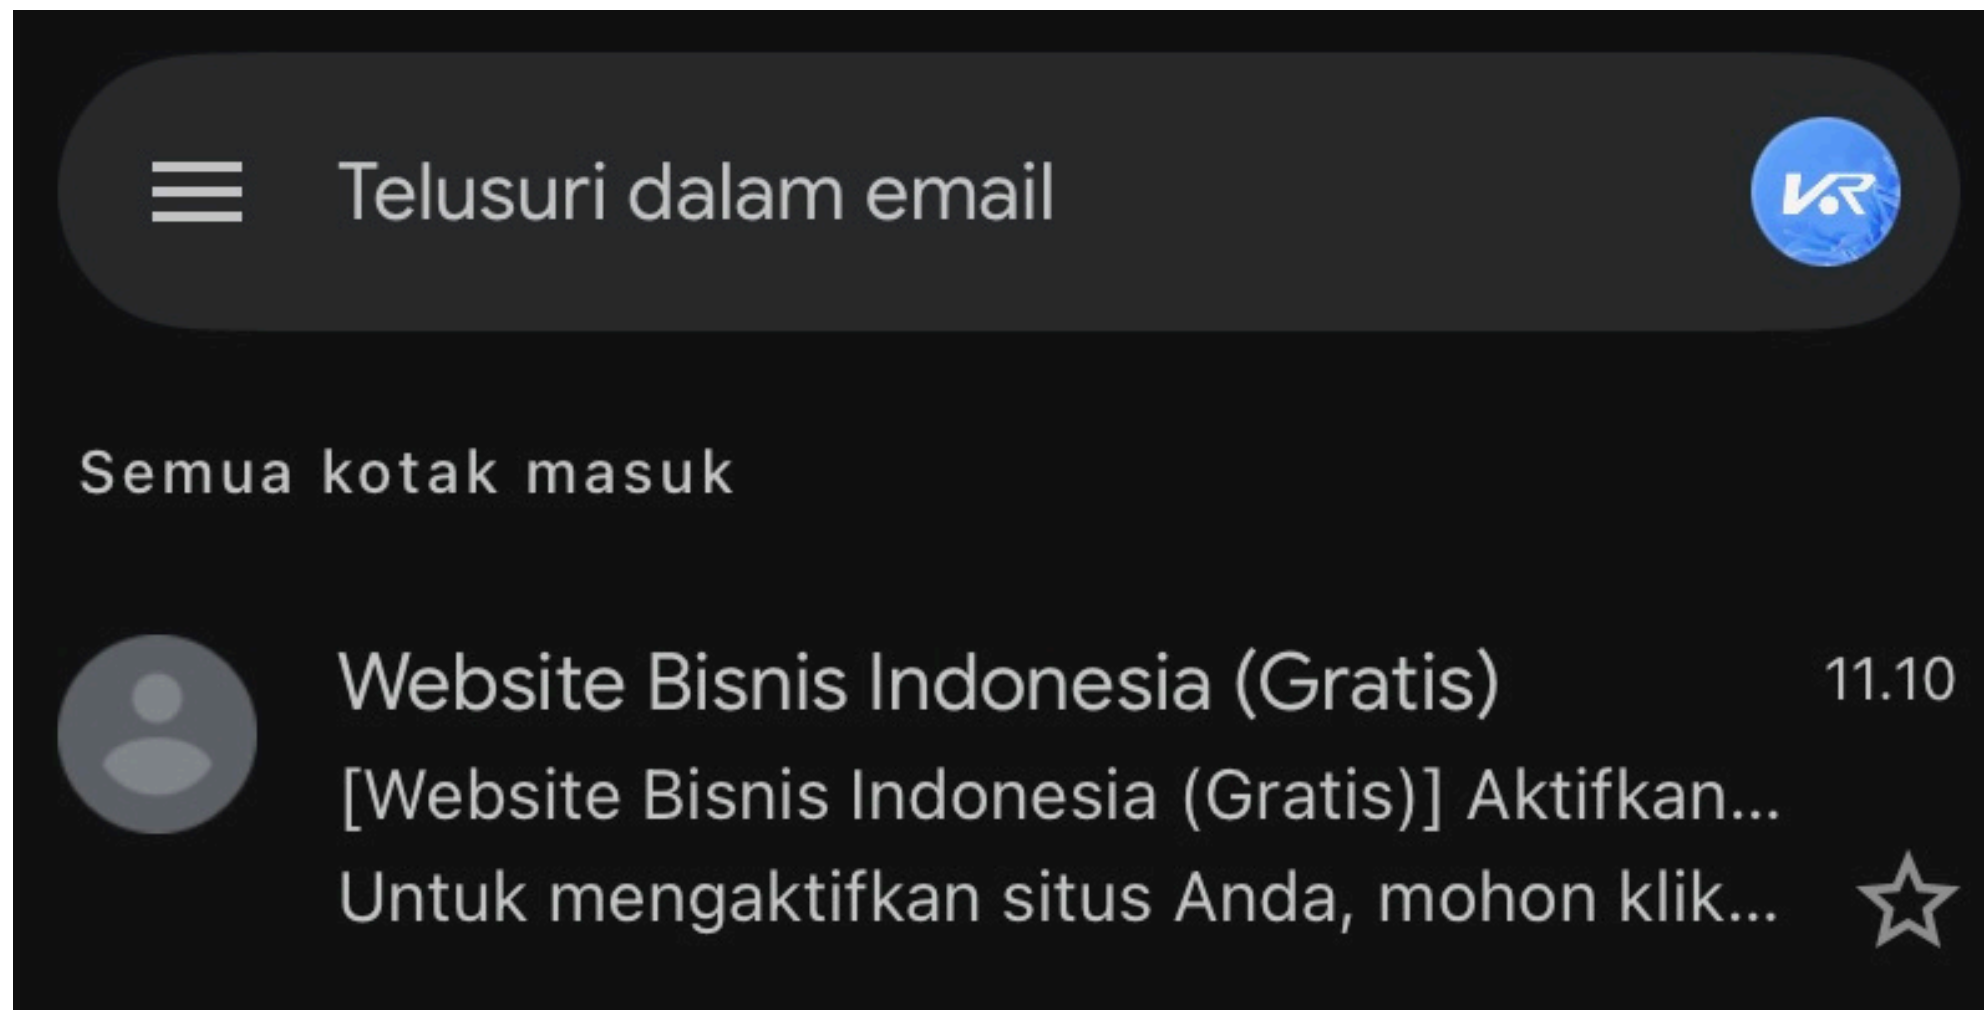 Telusuri dalam email
VR
Semua kotak masuk
Website Bisnis Indonesia (Gratis) 11.10
[Website Bisnis Indonesia (Gratis)] Aktifkan...
Untuk mengaktifkan situs Anda, mohon klik...